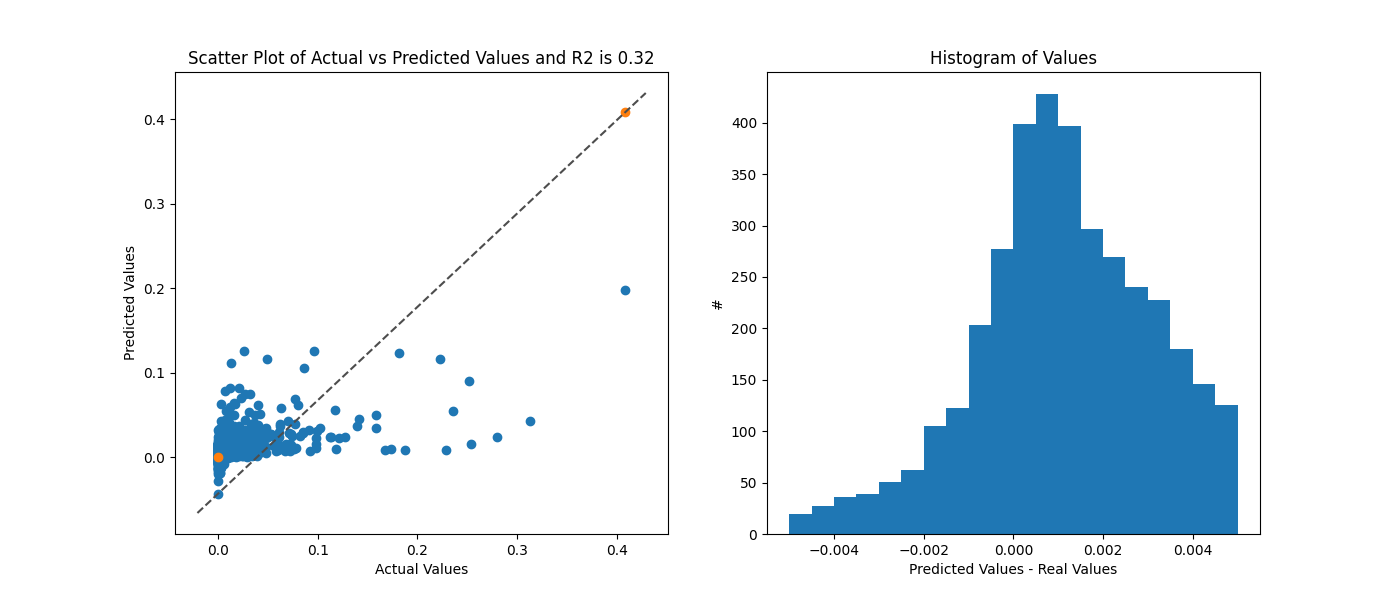 Scatter Plot of Actual vs Predicted Values and R2 is 0.32
Predicted Values
0.4
0.3
0.2
0.1
0.0
0.0 0.1 0.2 0.3 0.4
Actual Values
Histogram of Values
#
400
350
300
250
200
150
100
50
0
−0.004 −0.002 0.000 0.002 0.004
Predicted Values - Real Values